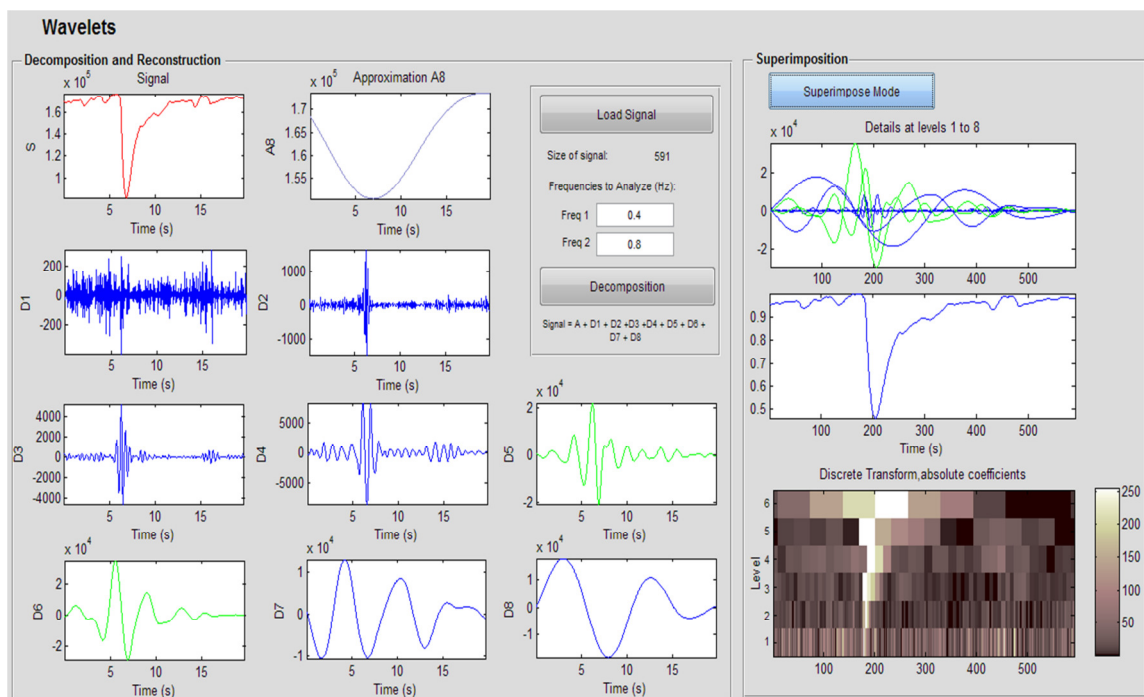 Wavelets
Decomposition and Reconstruction
x 10^5
Signal
S
1.6
1.4
1.2
1
5 10 15
Time (s)
x 10^5
Approximation A8
A8
1.65
1.6
1.55
5 10 15
Time (s)
Load Signal
Size of signal: 591
Frequencies to Analyze (Hz):
Freq 1 0.4
Freq 2 0.8
Decomposition
Signal = A + D1 + D2 +D3 +D4 + D5 + D6 +
D7 + D8
D1
200
0
-200
5 10 15
Time (s)
D2
1000
0
-1000
5 10 15
Time (s)
D3
4000
2000
0
-2000
-4000
5 10 15
Time (s)
D4
5000
0
-5000
5 10 15
Time (s)
x 10^4
D5
2
1
0
-1
-2
5 10 15
Time (s)
x 10^4
D6
2
0
-2
5 10 15
Time (s)
x 10^4
D7
1
0
-1
5 10 15
Time (s)
x 10^4
D8
1
0
-1
5 10 15
Time (s)
Superimposition
Superimpose Mode
x 10^4
Details at levels 1 to 8
2
0
-2
100 200 300 400 500
0.9
0.8
0.7
0.6
0.5
100 200 300 400 500
Time (s)
Discrete Transform,absolute coefficients
Level
6
5
4
3
2
1
100 200 300 400 500
Time (s)
250
200
150
100
50